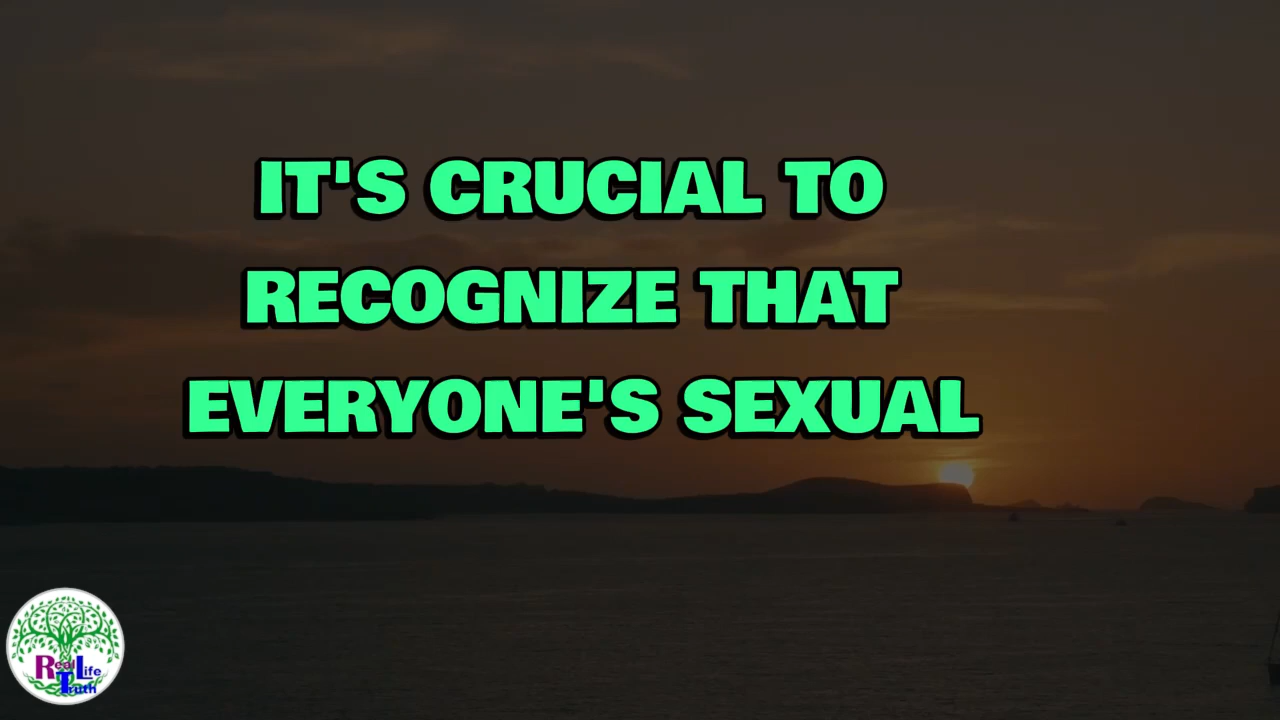 IT'S CRUCIAL TO
RECOGNIZE THAT
EVERYONE'S SEXUAL
Real Life
Truth